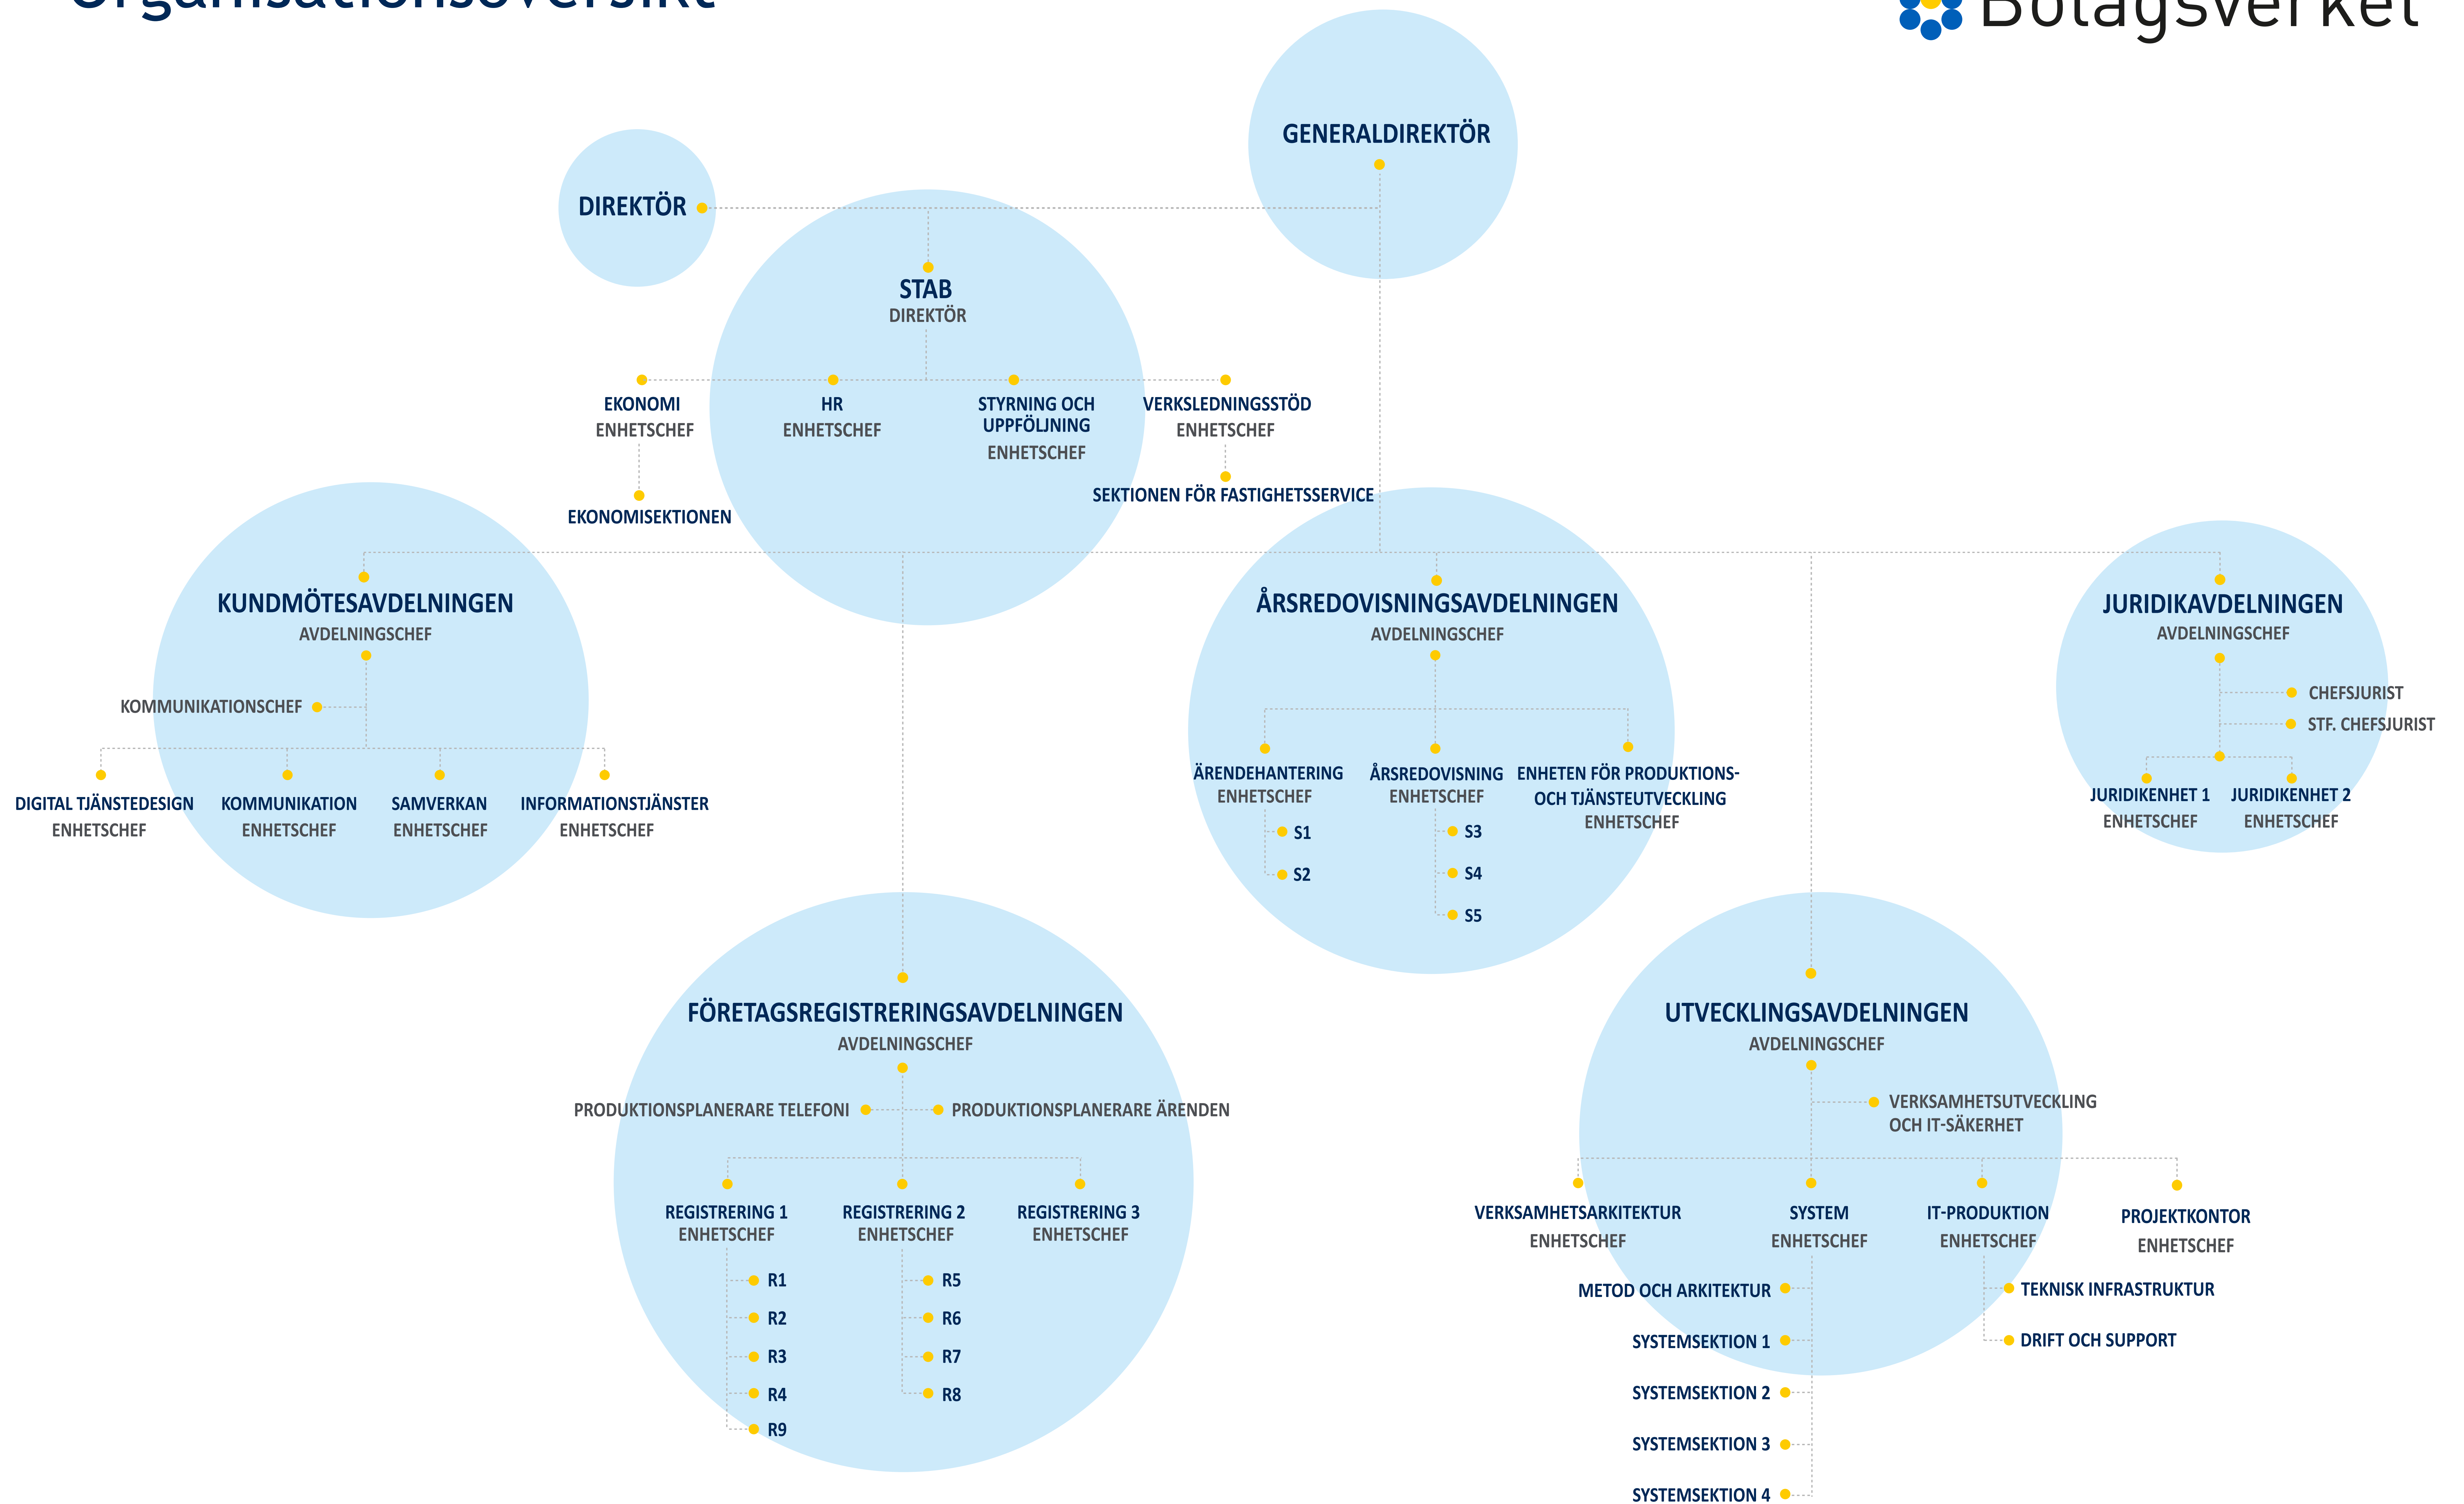 Organisationsöversikt
Bolagsverket
GENERALDIREKTÖR
DIREKTÖR
STAB
DIREKTÖR
EKONOMI
ENHETSCHEF
EKONOMISEKTIONEN
HR
ENHETSCHEF
STYRNING OCH
UPPFÖLJNING
ENHETSCHEF
VERKSLEDNINGSSTÖD
ENHETSCHEF
SEKTIONEN FÖR FASTIGHETSSERVICE
KUNDMÖTESAVDELNINGEN
AVDELNINGSCHEF
KOMMUNIKATIONSCHEF
DIGITAL TJÄNSTEDESIGN
ENHETSCHEF
KOMMUNIKATION
ENHETSCHEF
SAMVERKAN
ENHETSCHEF
INFORMATIONSTJÄNSTER
ENHETSCHEF
ÅRSREDOVISNINGSAVDELNINGEN
AVDELNINGSCHEF
ÄRENDEHANTERING
ENHETSCHEF
S1
S2
ÅRSREDOVISNING
ENHETSCHEF
S3
S4
S5
ENHETEN FÖR PRODUKTIONS-
OCH TJÄNSTEUTVECKLING
ENHETSCHEF
JURIDIKAVDELNINGEN
AVDELNINGSCHEF
CHEFSJURIST
STF. CHEFSJURIST
JURIDIKENHET 1
ENHETSCHEF
JURIDIKENHET 2
ENHETSCHEF
FÖRETAGSREGISTRERINGSAVDELNINGEN
AVDELNINGSCHEF
PRODUKTIONSPLANERARE TELEFONI
PRODUKTIONSPLANERARE ÄRENDEN
REGISTRERING 1
ENHETSCHEF
R1
R2
R3
R4
R9
REGISTRERING 2
ENHETSCHEF
R5
R6
R7
R8
REGISTRERING 3
ENHETSCHEF
UTVECKLINGSAVDELNINGEN
AVDELNINGSCHEF
VERKSAMHETSUTVECKLING
OCH IT-SÄKERHET
VERKSAMHETSARKITEKTUR
ENHETSCHEF
SYSTEM
ENHETSCHEF
METOD OCH ARKITEKTUR
SYSTEMSEKTION 1
SYSTEMSEKTION 2
SYSTEMSEKTION 3
SYSTEMSEKTION 4
IT-PRODUKTION
ENHETSCHEF
TEKNISK INFRASTRUKTUR
DRIFT OCH SUPPORT
PROJEKTKONTOR
ENHETSCHEF